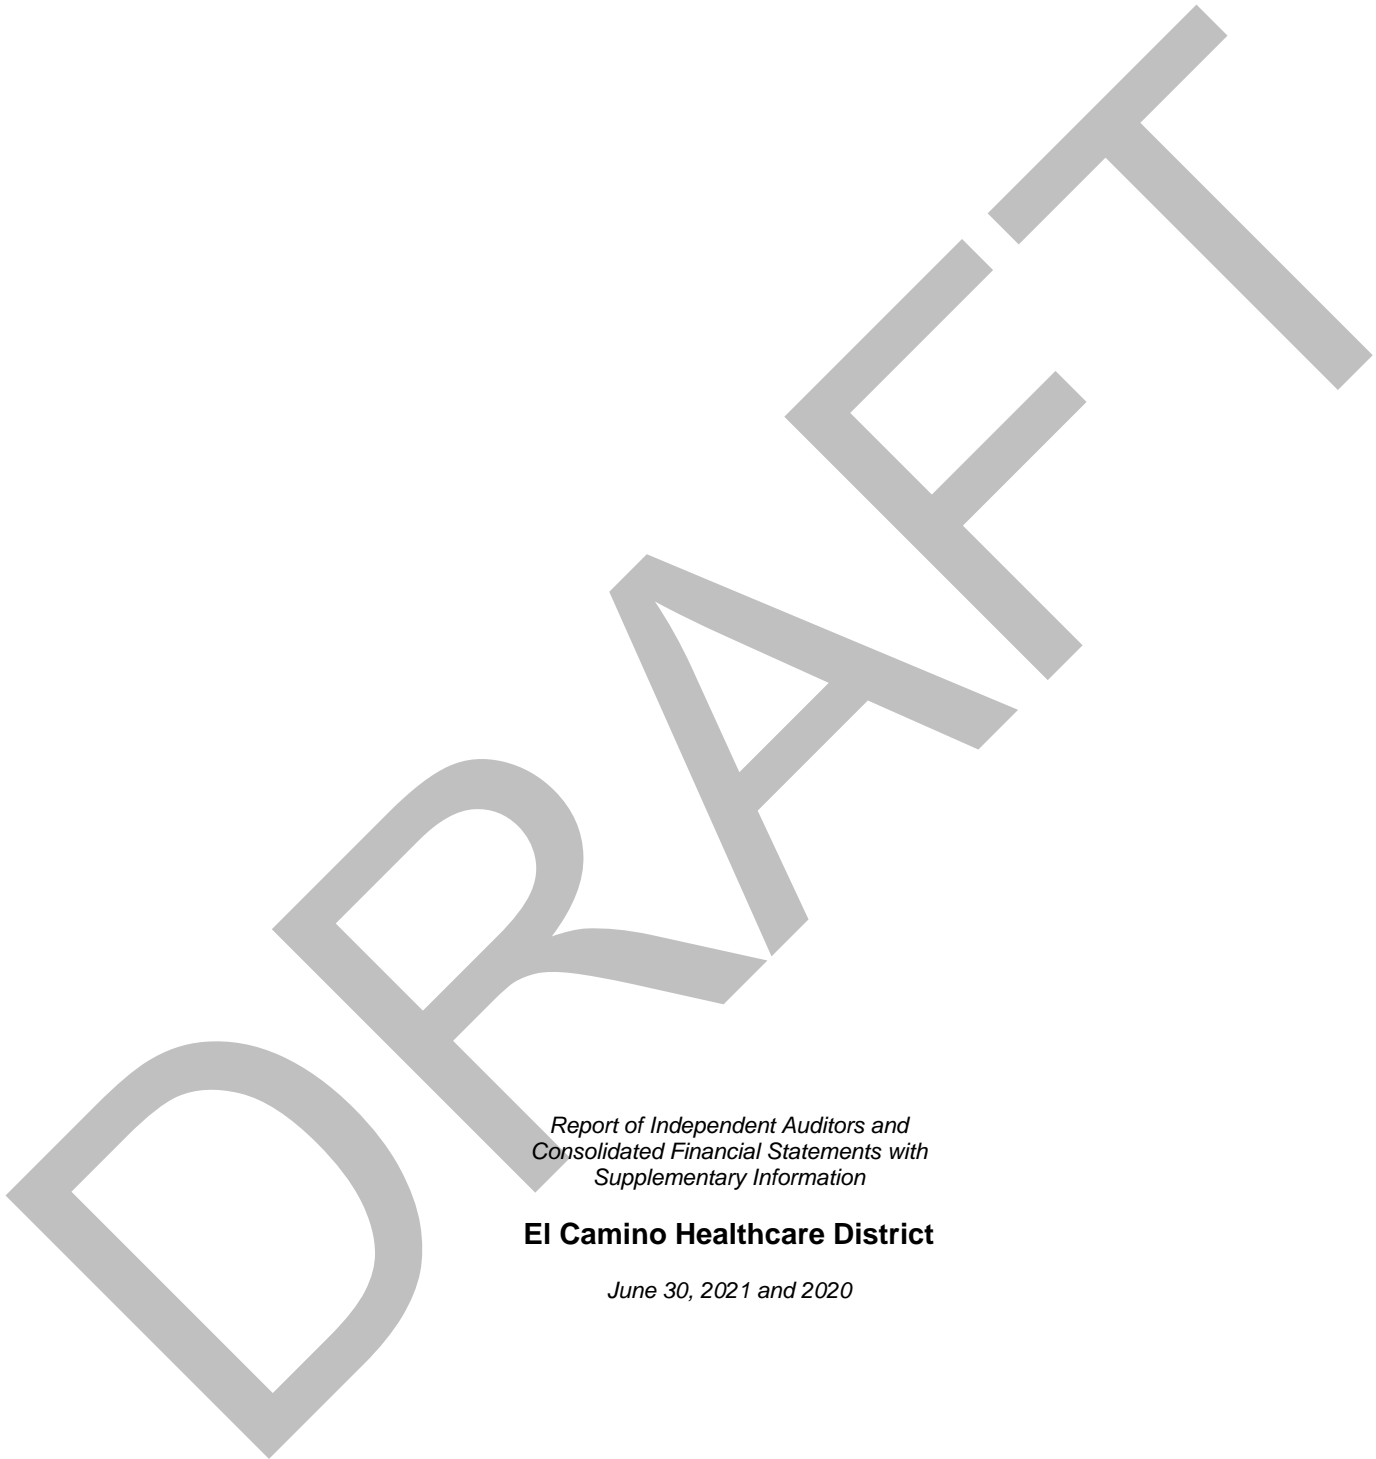 DRAFT
Report of Independent Auditors and
Consolidated Financial Statements with
Supplementary Information
El Camino Healthcare District
June 30, 2021 and 2020